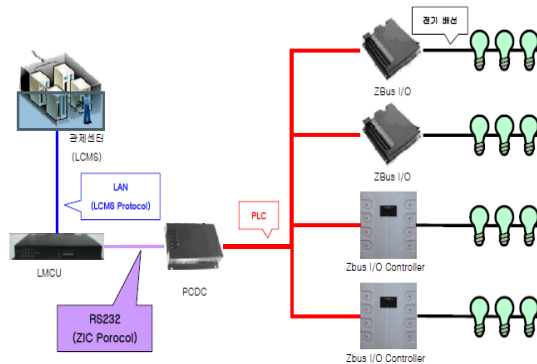 전기 배선
ZBus I/O
관제센터
(LCMS)
ZBus I/O
LAN
(LCMS Protocol)
PLC
LMCU
PCDC
Zbus I/O Controller
RS232
(ZIC Porocol)
Zbus I/O Controller